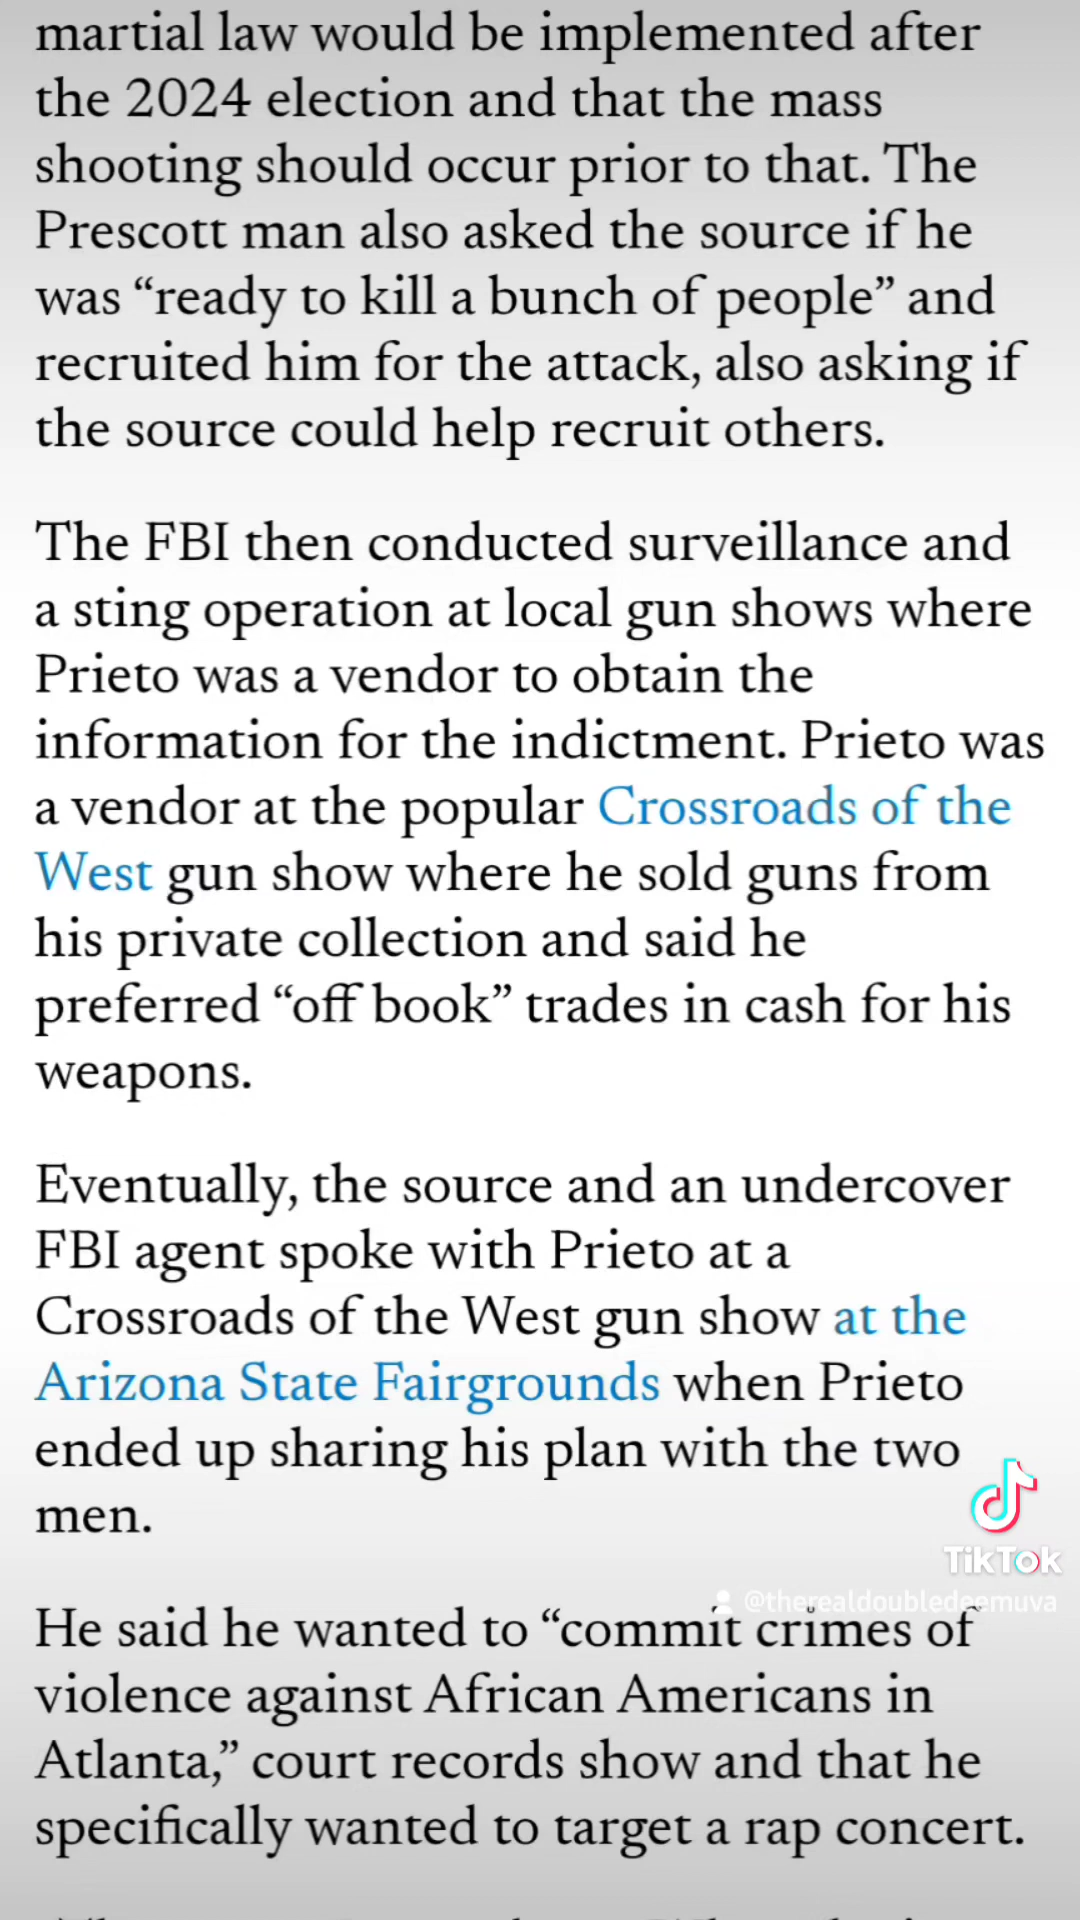 martial law would be implemented after
the 2024 election and that the mass
shooting should occur prior to that. The
Prescott man also asked the source if he
was “ready to kill a bunch of people” and
recruited him for the attack, also asking if
the source could help recruit others.
The FBI then conducted surveillance and
a sting operation at local gun shows where
Prieto was a vendor to obtain the
information for the indictment. Prieto was
a vendor at the popular Crossroads of the
West gun show where he sold guns from
his private collection and said he
preferred “off book” trades in cash for his
weapons.
Eventually, the source and an undercover
FBI agent spoke with Prieto at a
Crossroads of the West gun show at the
Arizona State Fairgrounds when Prieto
ended up sharing his plan with the two
men.
TikTok
@therealdoubledeemuva
He said he wanted to “commit crimes of
violence against African Americans in
Atlanta,” court records show and that he
specifically wanted to target a rap concert.